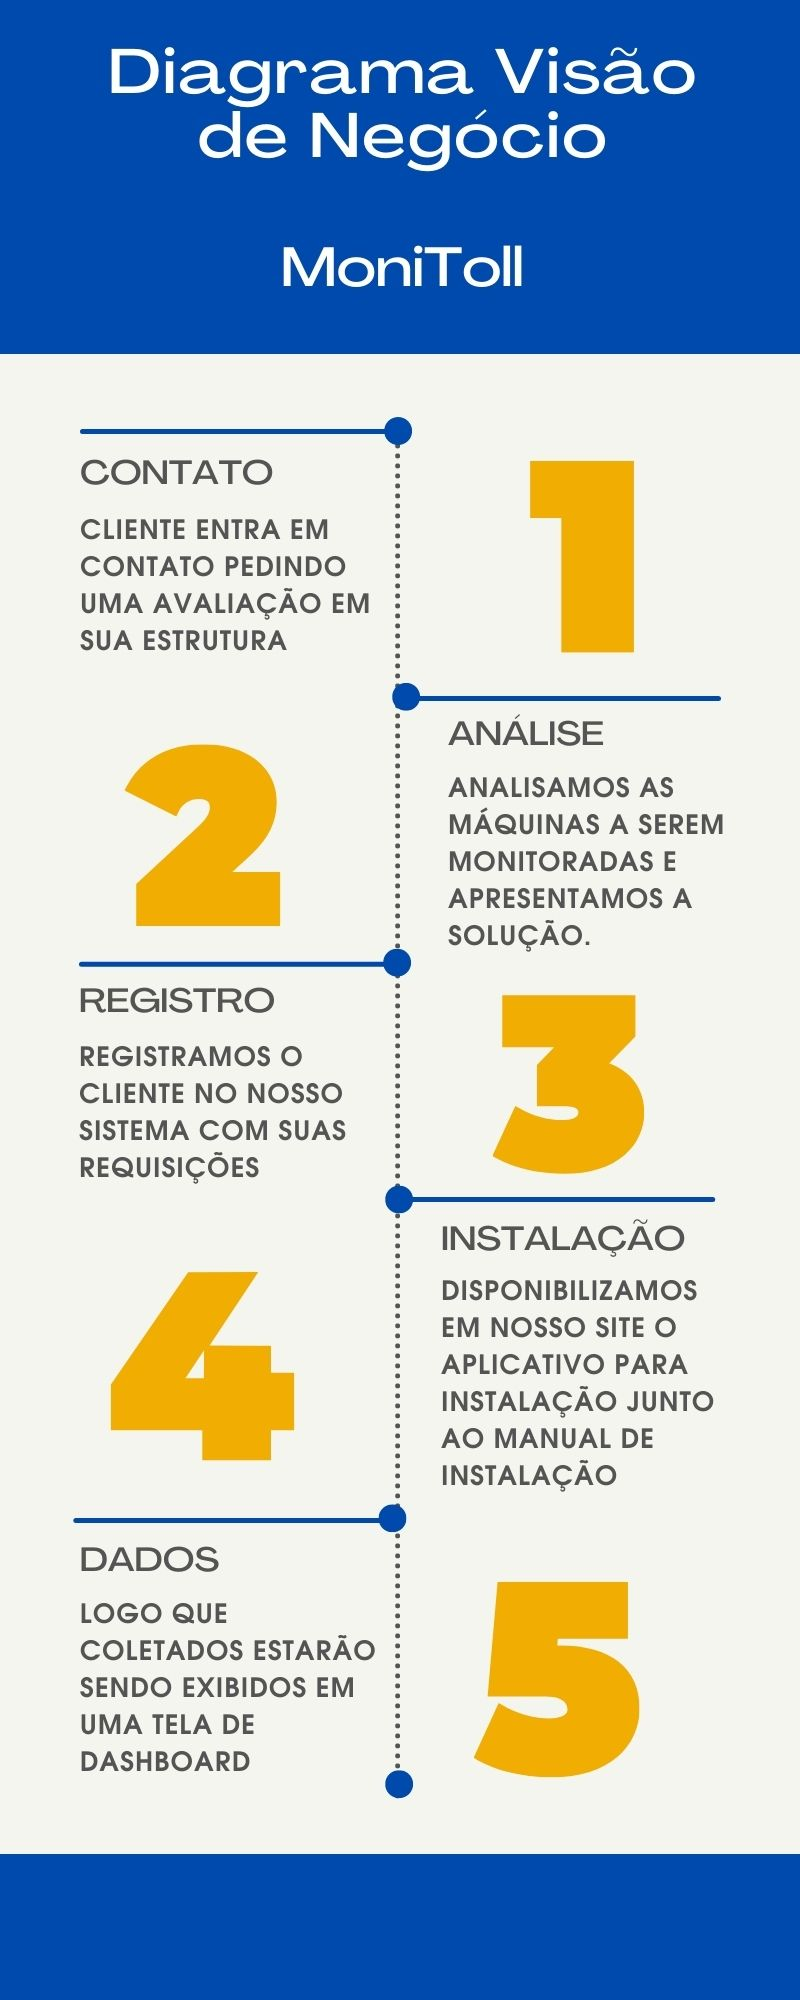 Diagrama Visão
de Negócio
MoniToll
CONTATO
CLIENTE ENTRA EM
CONTATO PEDINDO
UMA AVALIAÇÃO EM
SUA ESTRUTURA
1
ANÁLISE
ANALISAMOS AS
MÁQUINAS A SEREM
MONITORADAS E
APRESENTAMOS A
SOLUÇÃO.
2
REGISTRO
REGISTRAMOS O
CLIENTE NO NOSSO
SISTEMA COM SUAS
REQUISIÇÕES
3
INSTALAÇÃO
DISPONIBILIZAMOS
EM NOSSO SITE O
APLICATIVO PARA
INSTALAÇÃO JUNTO
AO MANUAL DE
INSTALAÇÃO
4
DADOS
LOGO QUE
COLETADOS ESTARÃO
SENDO EXIBIDOS EM
UMA TELA DE
DASHBOARD
5